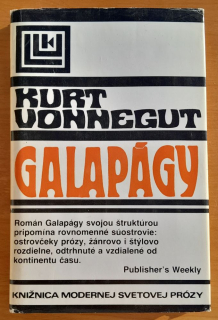 KURT
VONNEGUT
GALAPÁGY
Román Galapágy svojou štruktúrou
pripomína rovnomenné súostrovie:
ostrovčeky prózy, žánrovo i štýlovo
rozdielne, odtrhnuté a vzdialené od
kontinentu času.
Publisher's Weekly
KNIŽNICA MODERNEJ SVETOVEJ PRÓZY